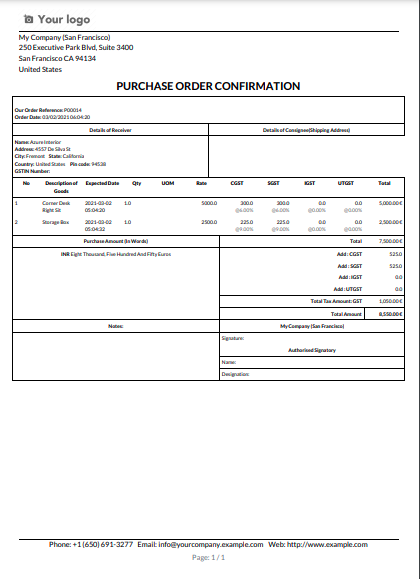 Your logo
My Company (San Francisco)
250 Executive Park Blvd, Suite 3400
San Francisco CA 94134
United States
PURCHASE ORDER CONFIRMATION
Our Order Reference: P00014
Order Date: 03/02/2021 06:04:20
Details of Receiver Details of Consignee(Shipping Address)
Name: Azure Interior
Address: 4557 De Silva St
City: Fremont State: California
Country: United States Pin code: 94538
GSTIN Number:
No Description of Goods Expected Date Qty UOM Rate CGST SGST IGST UTGST Total
1 Corner Desk Right Sit 2021-03-02 05:04:20 1.0 5000.0 300.0 300.0 0.0 0.0 5,000.00 €
@6.00% @6.00% @0.00% @0.00%
2 Storage Box 2021-03-02 05:04:32 1.0 2500.0 225.0 225.0 0.0 0.0 2,500.00 €
@9.00% @9.00% @0.00% @0.00%
Purchase Amount (In Words) Total 7,500.00 €
INR Eight Thousand, Five Hundred And Fifty Euros Add : CGST 525.0
Add : SGST 525.0
Add : IGST 0.0
Add : UTGST 0.0
Total Tax Amount: GST 1,050.00 €
Total Amount 8,550.00 €
Notes: My Company (San Francisco)
Signature:
Authorised Signatory
Name:
Designation:
Phone: +1 (650) 691-3277 Email: info@yourcompany.example.com Web: http://www.example.com
Page: 1 / 1